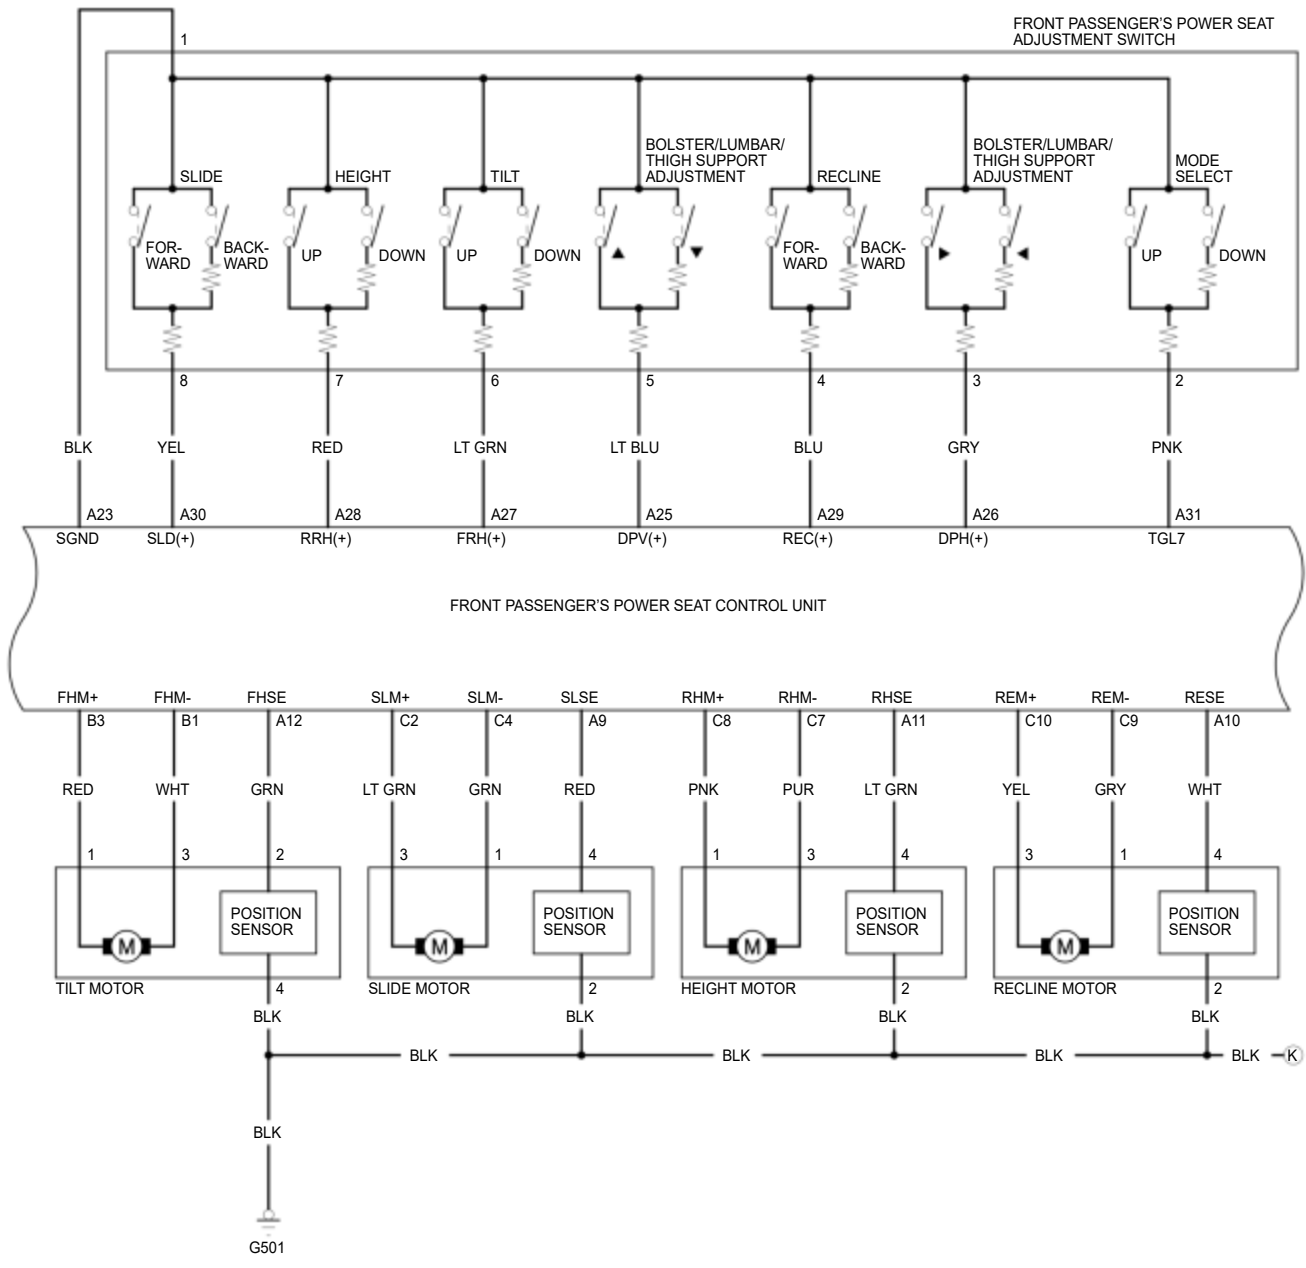 FRONT PASSENGER'S POWER SEAT
ADJUSTMENT SWITCH
1
BOLSTER/LUMBAR/
THIGH SUPPORT
ADJUSTMENT
BOLSTER/LUMBAR/
THIGH SUPPORT
ADJUSTMENT
MODE
SELECT
SLIDE
HEIGHT
TILT
RECLINE
FOR-
WARD
BACK-
WARD
UP
DOWN
UP
DOWN
▲
▼
FOR-
WARD
BACK-
WARD
►
◄
UP
DOWN
8 7 6 5 4 3 2
BLK YEL RED LT GRN LT BLU BLU GRY PNK
A23 A30 A28 A27 A25 A29 A26 A31
SGND SLD(+) RRH(+) FRH(+) DPV(+) REC(+) DPH(+) TGL7
FRONT PASSENGER'S POWER SEAT CONTROL UNIT
FHM+ FHM- FHSE SLM+ SLM- SLSE RHM+ RHM- RHSE REM+ REM- RESE
B3 B1 A12 C2 C4 A9 C8 C7 A11 C10 C9 A10
RED WHT GRN LT GRN GRN RED PNK PUR LT GRN YEL GRY WHT
1 3 2 3 1 4 1 3 4 3 1 4
POSITION
SENSOR
POSITION
SENSOR
POSITION
SENSOR
POSITION
SENSOR
M M M M
TILT MOTOR 4 SLIDE MOTOR 2 HEIGHT MOTOR 2 RECLINE MOTOR 2
BLK BLK BLK BLK
BLK BLK BLK BLK K
BLK
G501